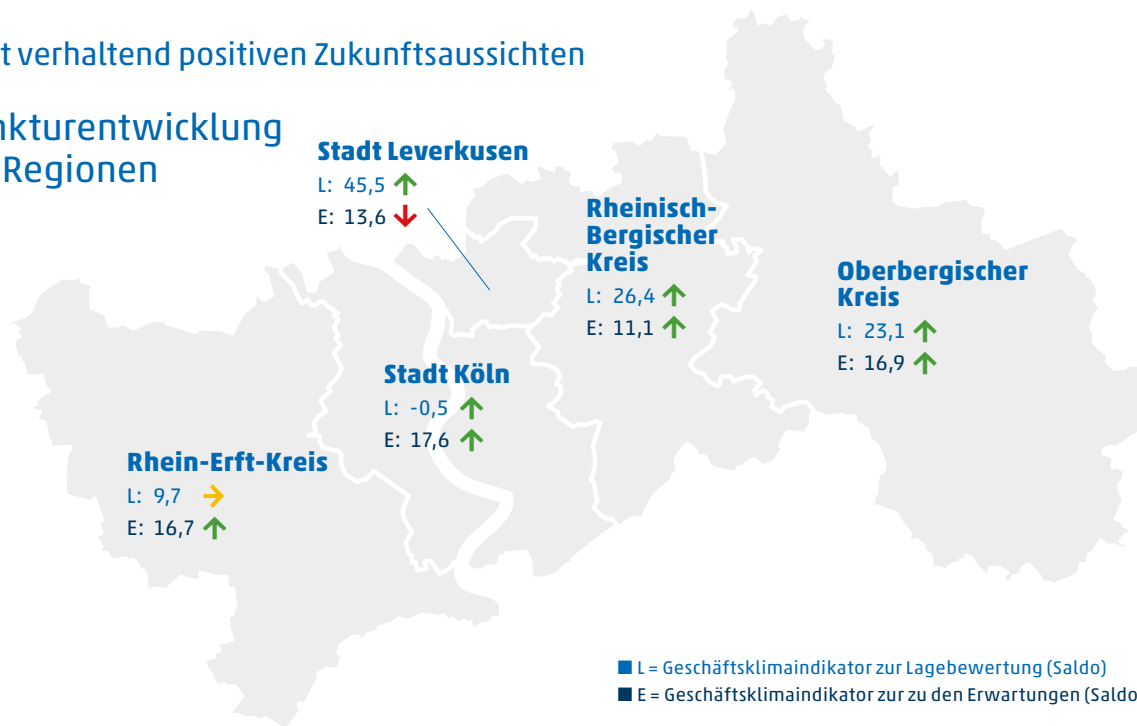 t verhaltend positiven Zukunftsaussichten
nkturentwicklung
Regionen
Stadt Leverkusen
L: 45,5
E: 13,6
Rheinisch-
Bergischer
Kreis
L: 26,4
E: 11,1
Oberbergischer
Kreis
L: 23,1
E: 16,9
Stadt Köln
L: -0,5
E: 17,6
Rhein-Erft-Kreis
L: 9,7
E: 16,7
L = Geschäftsklimaindikator zur Lagebewertung (Saldo)
E = Geschäftsklimaindikator zur zu den Erwartungen (Saldo